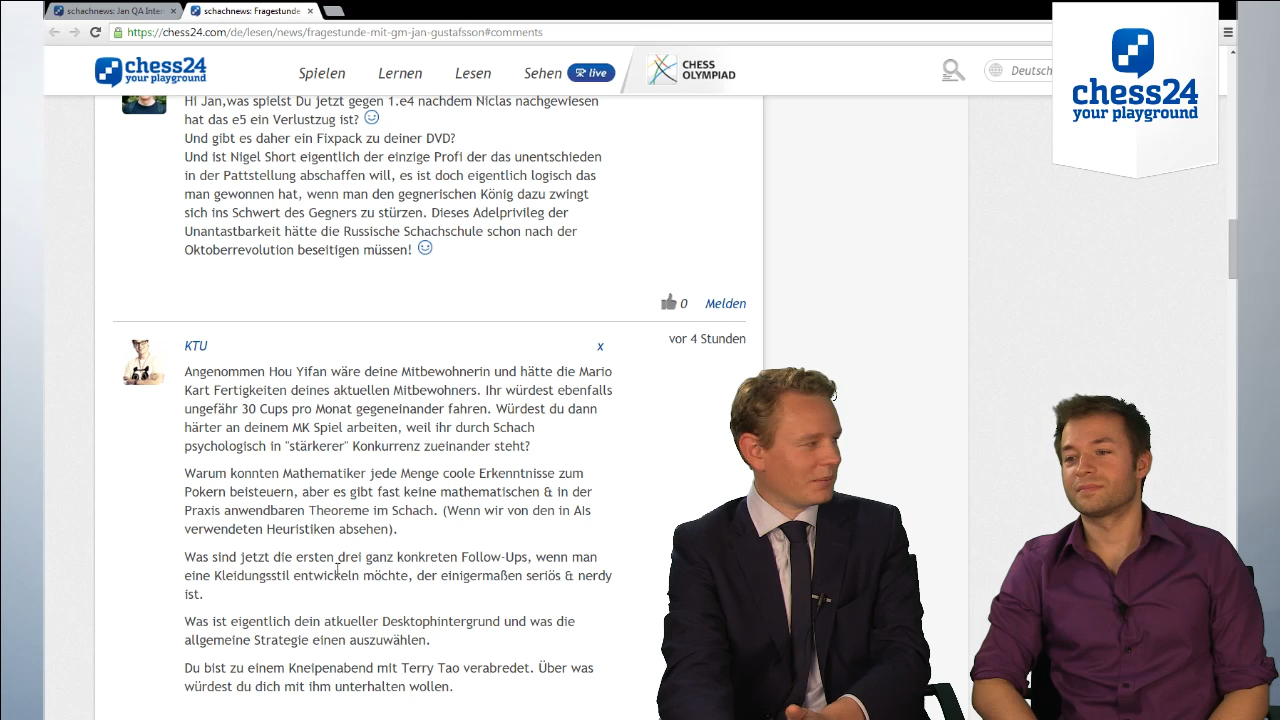 schachnews: Jan QA Inter
schachnews: Fragestunde
https://chess24.com/de/lesen/news/fragestunde-mit-gm-jan-gustafsson#comments
chess24
your playground
Spielen
Lernen
Lesen
Sehen
live
CHESS
OLYMPIAD
Deutsch
chess24
your playground
Hi Jan,was spielst Du jetzt gegen 1.e4 nachdem Niclas nachgewiesen
hat das e5 ein Verlustzug ist?
Und gibt es daher ein Fixpack zu deiner DVD?
Und ist Nigel Short eigentlich der einzige Profi der das unentschieden
in der Pattstellung abschaffen will, es ist doch eigentlich logisch das
man gewonnen hat, wenn man den gegnerischen König dazu zwingt
sich ins Schwert des Gegners zu stürzen. Dieses Adelprivileg der
Unantastbarkeit hätte die Russische Schachschule schon nach der
Oktoberrevolution beseitigen müssen!
0 Melden
KTU
x
vor 4 Stunden
Angenommen Hou Yifan wäre deine Mitbewohnerin und hätte die Mario
Kart Fertigkeiten deines aktuellen Mitbewohners. Ihr würdest ebenfalls
ungefähr 30 Cups pro Monat gegeneinander fahren. Würdest du dann
härter an deinem MK Spiel arbeiten, weil ihr durch Schach
psychologisch in "stärkerer" Konkurrenz zueinander steht?
Warum konnten Mathematiker jede Menge coole Erkenntnisse zum
Pokern beisteuern, aber es gibt fast keine mathematischen & in der
Praxis anwendbaren Theoreme im Schach. (Wenn wir von den in AIs
verwendeten Heuristiken absehen).
Was sind jetzt die ersten drei ganz konkreten Follow-Ups, wenn man
eine Kleidungsstil entwickeln möchte, der einigermaßen seriös & nerdy
ist.
Was ist eigentlich dein atkueller Desktophintergrund und was die
allgemeine Strategie einen auszuwählen.
Du bist zu einem Kneipenabend mit Terry Tao verabredet. Über was
würdest du dich mit ihm unterhalten wollen.